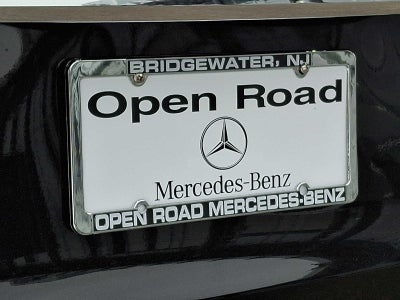 BRIDGEWATER, NJ
Open Road
Mercedes-Benz
OPEN ROAD MERCEDES-BENZ